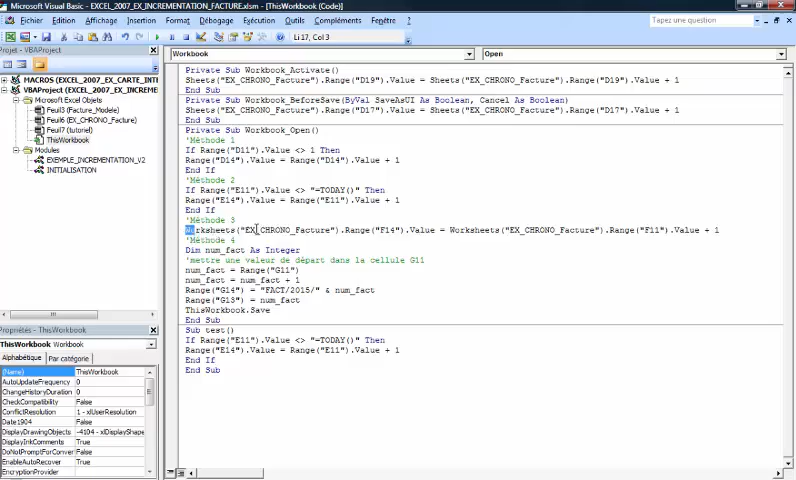 Microsoft Visual Basic - EXCEL_2007_EX_INCREMENTATION_FACTURE.xlsm - [ThisWorkbook (Code)]
Fichier Edition Affichage Insertion Format Débogage Exécution Outils Compléments Fenêtre ? Tapez une question
Li 17, Col 3
Projet - VBAProject
MACROS (EXCEL_2007_EX_CARTE_INT
VBAProject (EXCEL_2007_EX_INCREME
Microsoft Excel Objets
Feuil3 (Facture_Modele)
Feuil6 (EX_CHRONO_Facture)
Feuil7 (tutoriel)
ThisWorkbook
Modules
EXEMPLE_INCREMENTATION_V2
INITIALISATION
Propriétés - ThisWorkbook
ThisWorkbook Workbook
Alphabétique Par catégorie
(Name) ThisWorkbook
AutoUpdateFrequency 0
ChangeHistoryDuration 0
CheckCompatibility False
ConflictResolution 1 - xlUserResolution
Date1904 False
DisplayDrawingObjects -4104 - xlDisplayShape
DisplayInkComments True
DoNotPromptForConver False
EnableAutoRecover True
EncryptionProvider
Workbook Open
Private Sub Workbook_Activate()
Sheets("EX_CHRONO_Facture").Range("D19").Value = Sheets("EX_CHRONO_Facture").Range("D19").Value + 1
End Sub
Private Sub Workbook_BeforeSave(ByVal SaveAsUI As Boolean, Cancel As Boolean)
Sheets("EX_CHRONO_Facture").Range("D17").Value = Sheets("EX_CHRONO_Facture").Range("D17").Value + 1
End Sub
Private Sub Workbook_Open()
'Méthode 1
If Range("D11").Value <> 1 Then
Range("D14").Value = Range("D14").Value + 1
End If
'Méthode 2
If Range("E11").Value <> "=TODAY()" Then
Range("E14").Value = Range("E11").Value + 1
End If
'Méthode 3
Worksheets("EX_CHRONO_Facture").Range("F14").Value = Worksheets("EX_CHRONO_Facture").Range("F11").Value + 1
'Méthode 4
Dim num_fact As Integer
'mettre une valeur de départ dans la cellule G11
num_fact = Range("G11")
num_fact = num_fact + 1
Range("G14") = "FACT/2015/" & num_fact
Range("G13") = num_fact
ThisWorkbook.Save
End Sub
Sub test()
If Range("E11").Value <> "=TODAY()" Then
Range("E14").Value = Range("E11").Value + 1
End If
End Sub